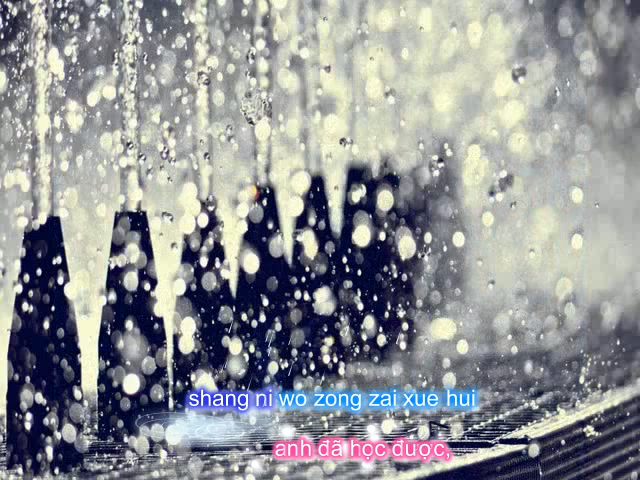 shang ni wo zong zai xue hui
anh đã học được,